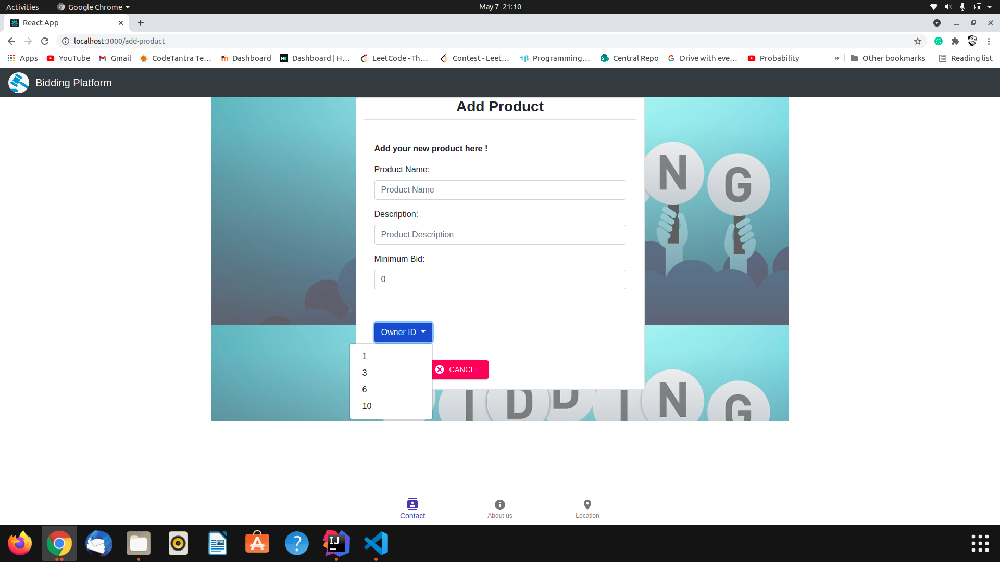 Activities
Google Chrome
May 7 21:10
React App
localhost:3000/add-product
Apps
YouTube
Gmail
CodeTantra Te...
Dashboard
Dashboard | H...
LeetCode - Th...
Contest - Leet...
Programming...
Central Repo
Drive with eve...
Probability
»
Other bookmarks
Reading list
Bidding Platform
Add Product
Add your new product here !
Product Name:
Product Name
Description:
Product Description
Minimum Bid:
0
Owner ID
1
3
6
10
CANCEL
N
G
I
D
D
I
N
G
Contact
About us
Location